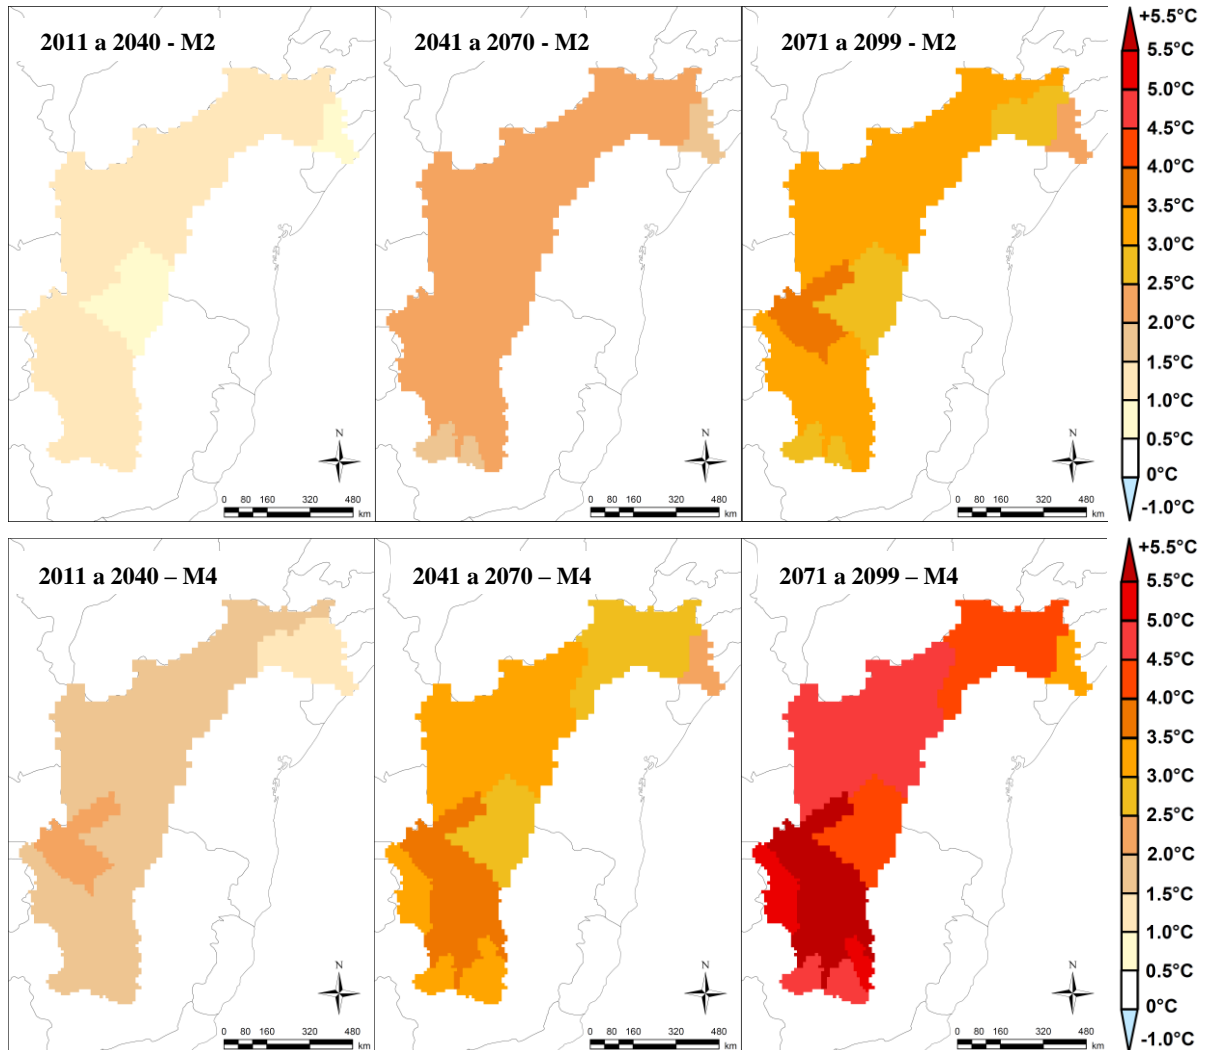 2011 a 2040 - M2
2041 a 2070 - M2
2071 a 2099 - M2
+5.5°C
5.5°C
5.0°C
4.5°C
4.0°C
3.5°C
3.0°C
2.5°C
2.0°C
1.5°C
1.0°C
0.5°C
0°C
-1.0°C
N
0 80 160 320 480
km
N
0 80 160 320 480
km
N
0 80 160 320 480
km
2011 a 2040 – M4
2041 a 2070 – M4
2071 a 2099 – M4
+5.5°C
5.5°C
5.0°C
4.5°C
4.0°C
3.5°C
3.0°C
2.5°C
2.0°C
1.5°C
1.0°C
0.5°C
0°C
-1.0°C
N
0 80 160 320 480
km
N
0 80 160 320 480
km
N
0 80 160 320 480
km